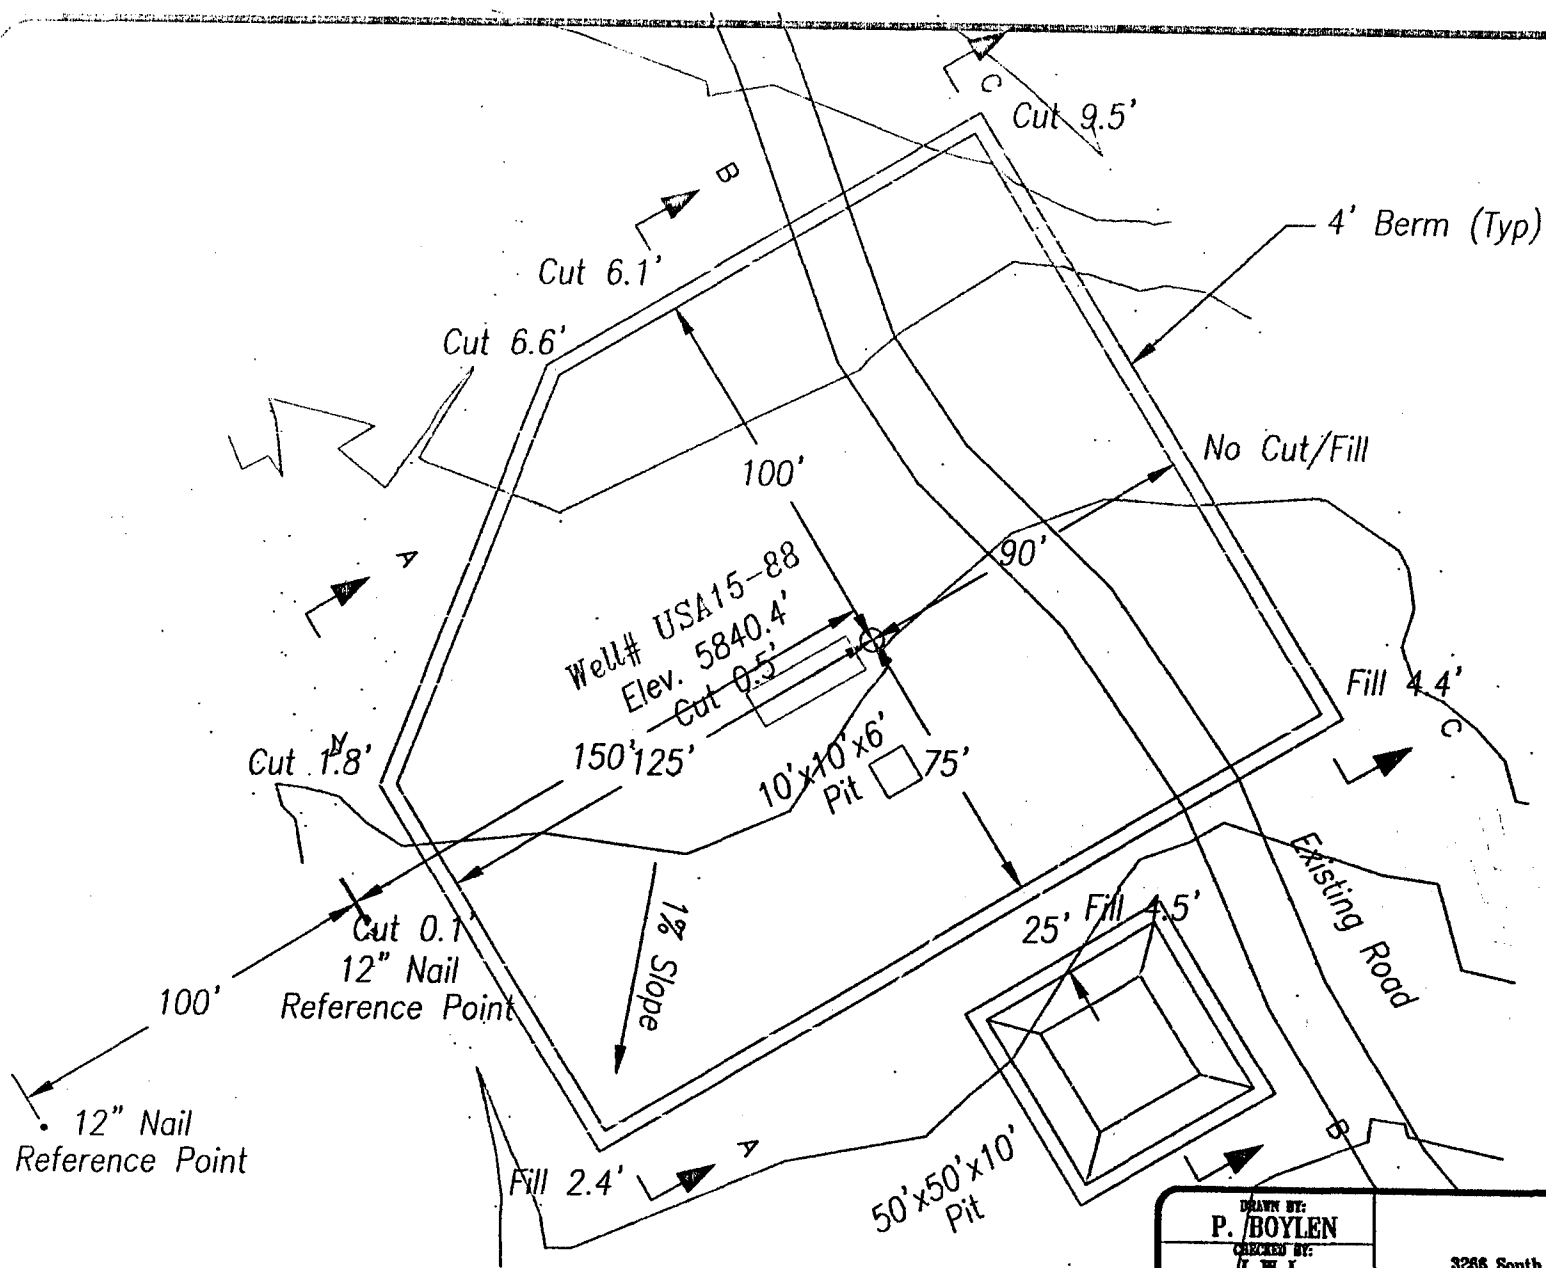 C
Cut 9.5'
B
4' Berm (Typ)
Cut 6.1'
Cut 6.6'
No Cut/Fill
100'
90'
A
Well# USA15-88
Elev. 5840.4'
Cut 0.5'
Fill 4.4'
C
Cut 1.8'
150'
125'
10'x10'x6'
Pit
75'
Existing Road
1% Slope
Cut 0.1'
12" Nail
Reference Point
25'
Fill 4.5'
100'
12" Nail
Reference Point
A
B
Fill 2.4'
50'x50'x10'
Pit
DRAWN BY:
P. BOYLEN
CHECKED BY:
3266 South